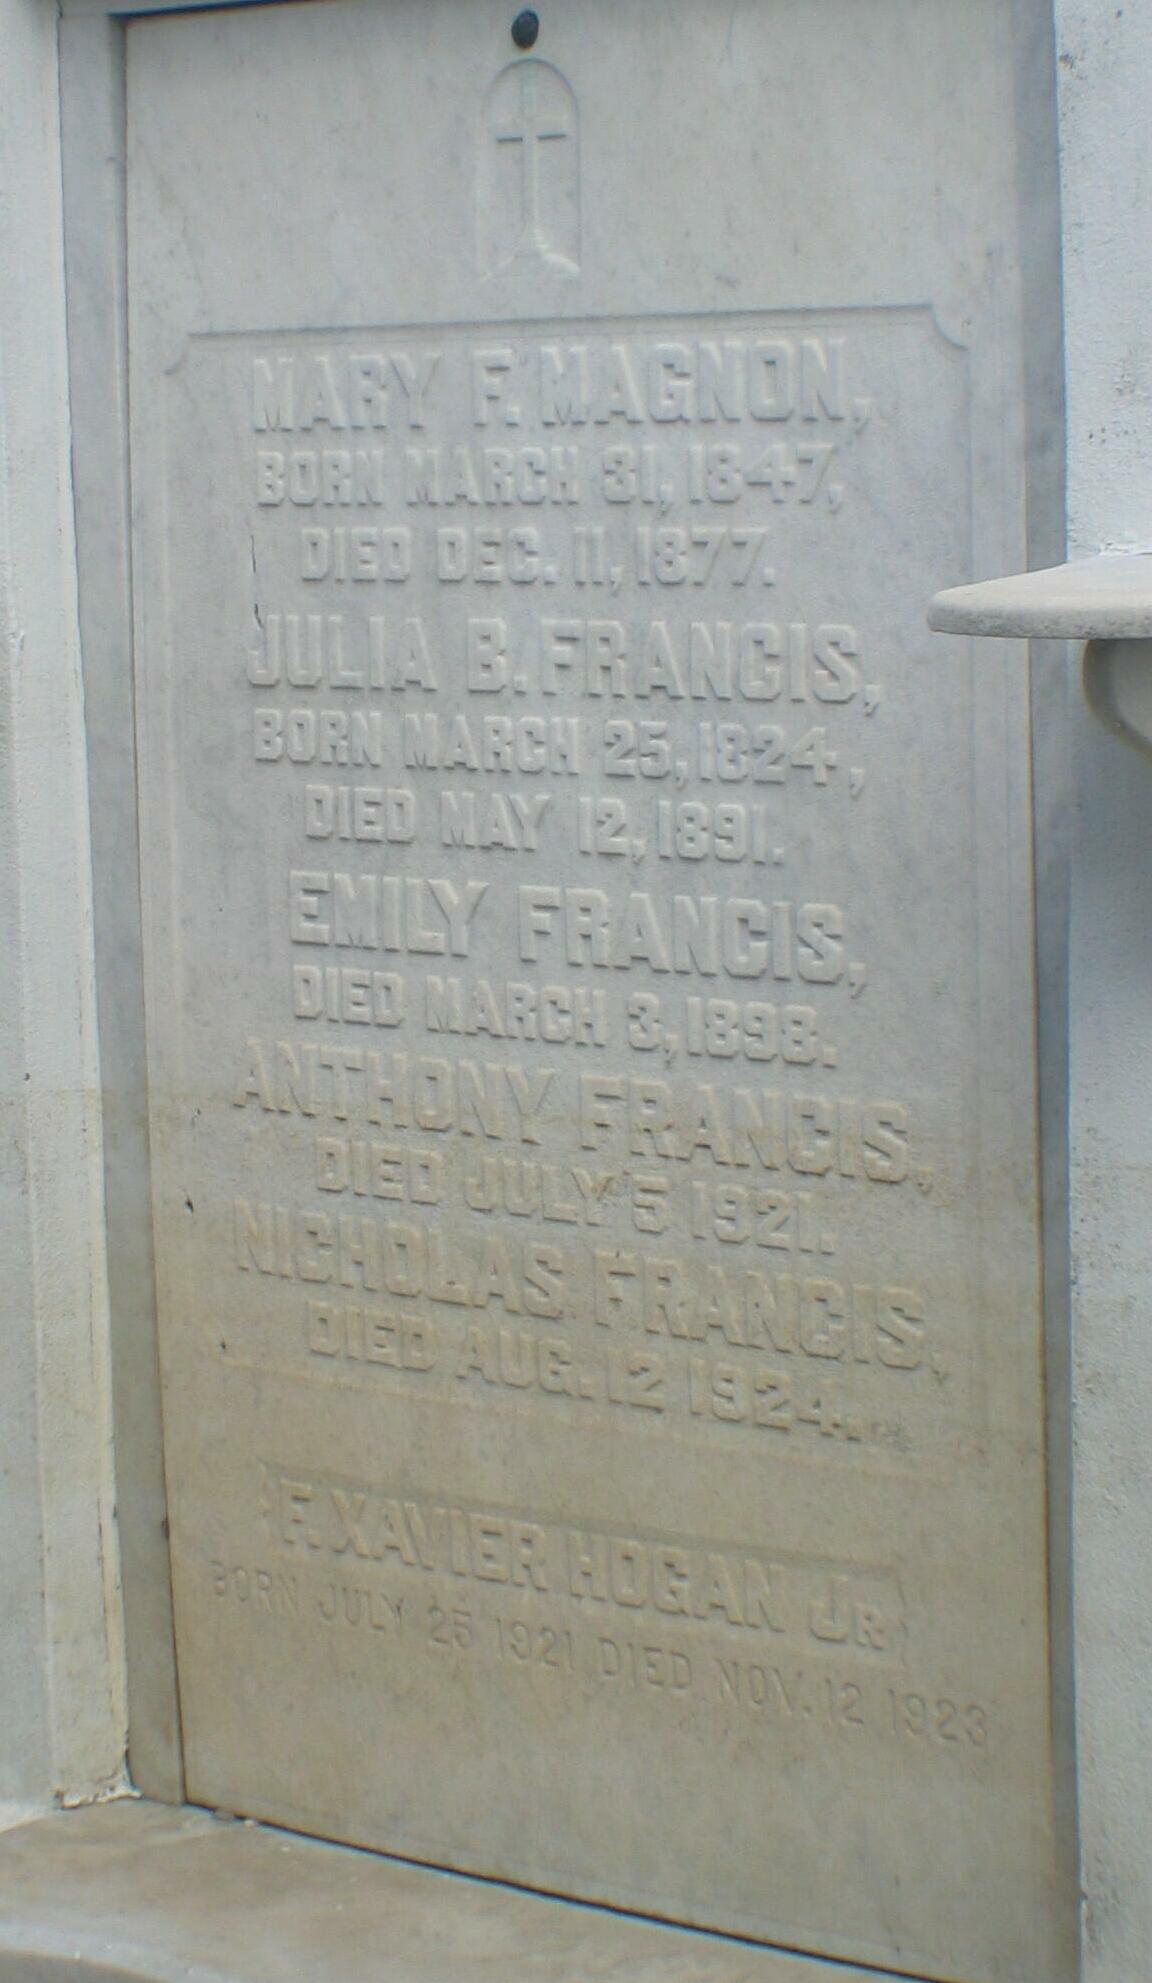 MARY F. MAGNON,
BORN MARCH 31, 1847,
DIED DEC. 11, 1877.
JULIA B. FRANCIS,
BORN MARCH 25, 1824,
DIED MAY 12, 1891.
EMILY FRANCIS,
DIED MARCH 3, 1898.
ANTHONY FRANCIS,
DIED JULY 5 1921.
NICHOLAS FRANCIS,
DIED AUG. 12 1924.
F. XAVIER HOGAN JR
BORN JULY 25 1921 DIED NOV. 12 1923